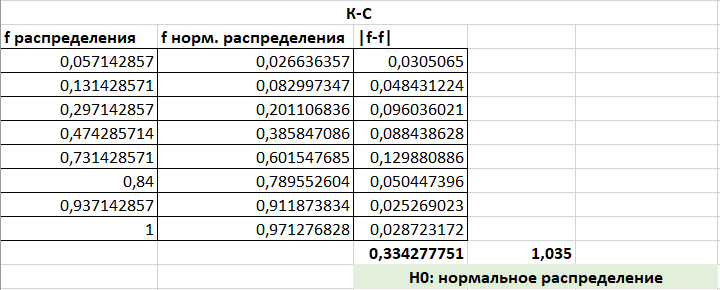 К-С
f распределения f норм. распределения |f-f|
0,057142857 0,026636357 0,0305065
0,131428571 0,082997347 0,048431224
0,297142857 0,201106836 0,096036021
0,474285714 0,385847086 0,088438628
0,731428571 0,601547685 0,129880886
0,84 0,789552604 0,050447396
0,937142857 0,911873834 0,025269023
1 0,971276828 0,028723172
0,334277751 1,035
Н0: нормальное распределение